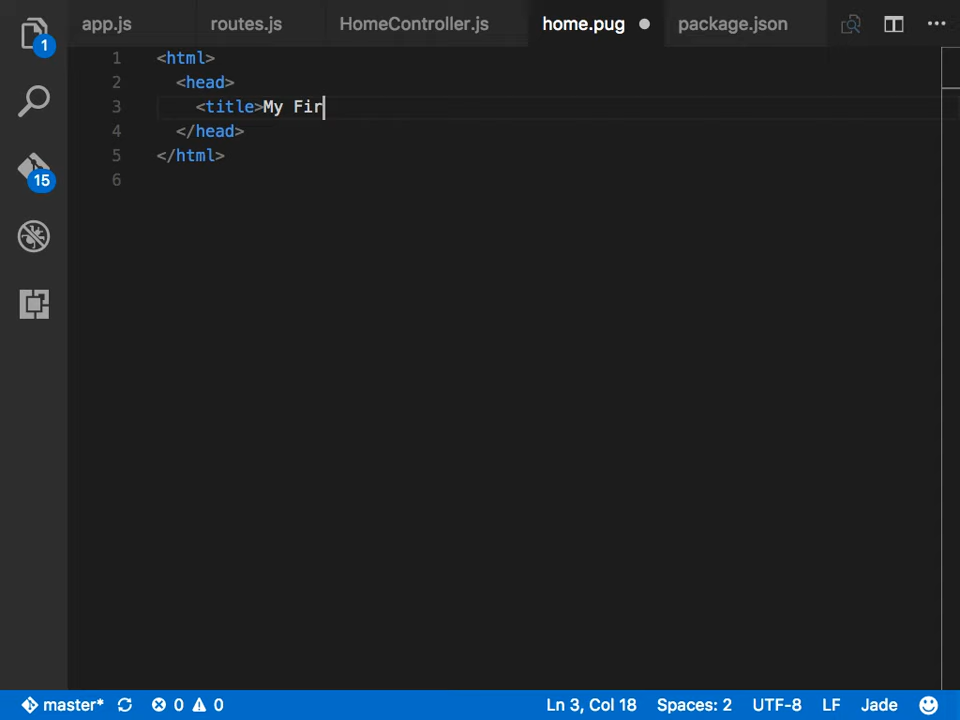 app.js routes.js HomeController.js home.pug package.json
1
15
1 <html>
2 <head>
3 <title>My Fir
4 </head>
5 </html>
6
master* 0 0 Ln 3, Col 18 Spaces: 2 UTF-8 LF Jade